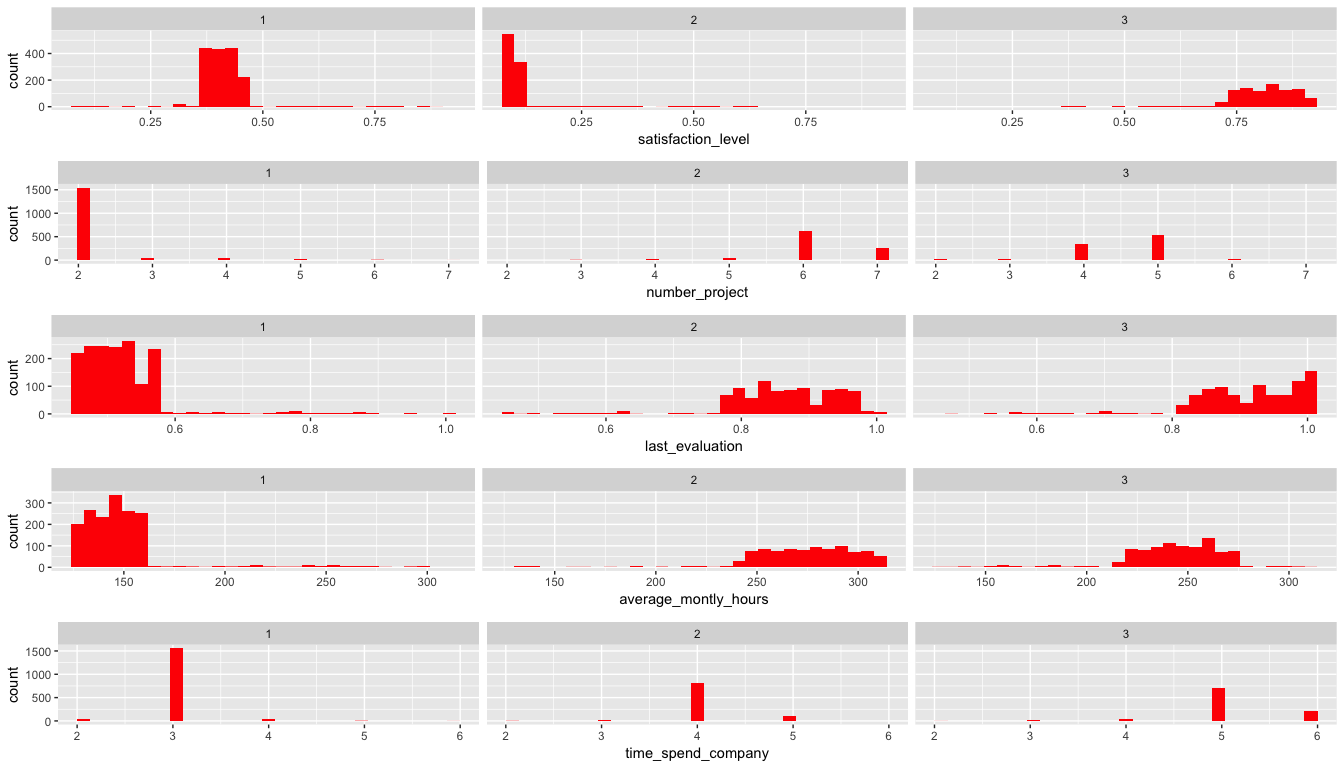 1 2 3
count
400
200
0
0.25 0.50 0.75 0.25 0.50 0.75 0.25 0.50 0.75
satisfaction_level
1 2 3
count
1500
1000
500
0
2 3 4 5 6 7 2 3 4 5 6 7 2 3 4 5 6 7
number_project
1 2 3
count
200
100
0
0.6 0.8 1.0 0.6 0.8 1.0 0.6 0.8 1.0
last_evaluation
1 2 3
count
300
200
100
0
150 200 250 300 150 200 250 300 150 200 250 300
average_montly_hours
1 2 3
count
1500
1000
500
0
2 3 4 5 6 2 3 4 5 6 2 3 4 5 6
time_spend_company